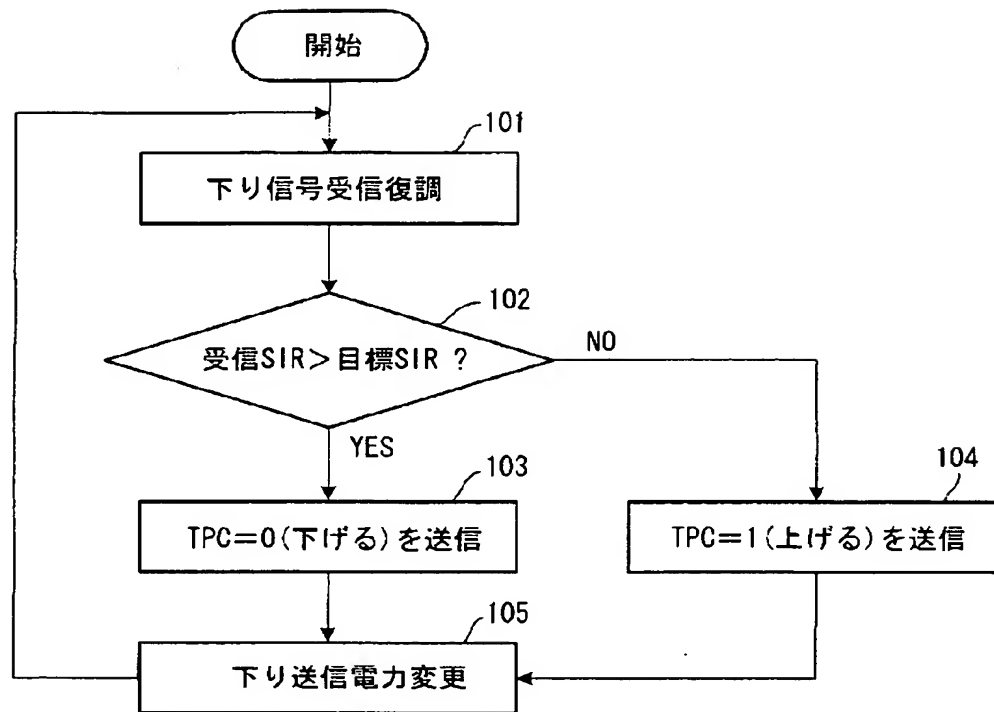 開始
101
下り信号受信復調
102
受信SIR＞目標SIR ?
NO
YES
103
TPC=0(下げる)を送信
104
TPC=1(上げる)を送信
105
下り送信電力変更